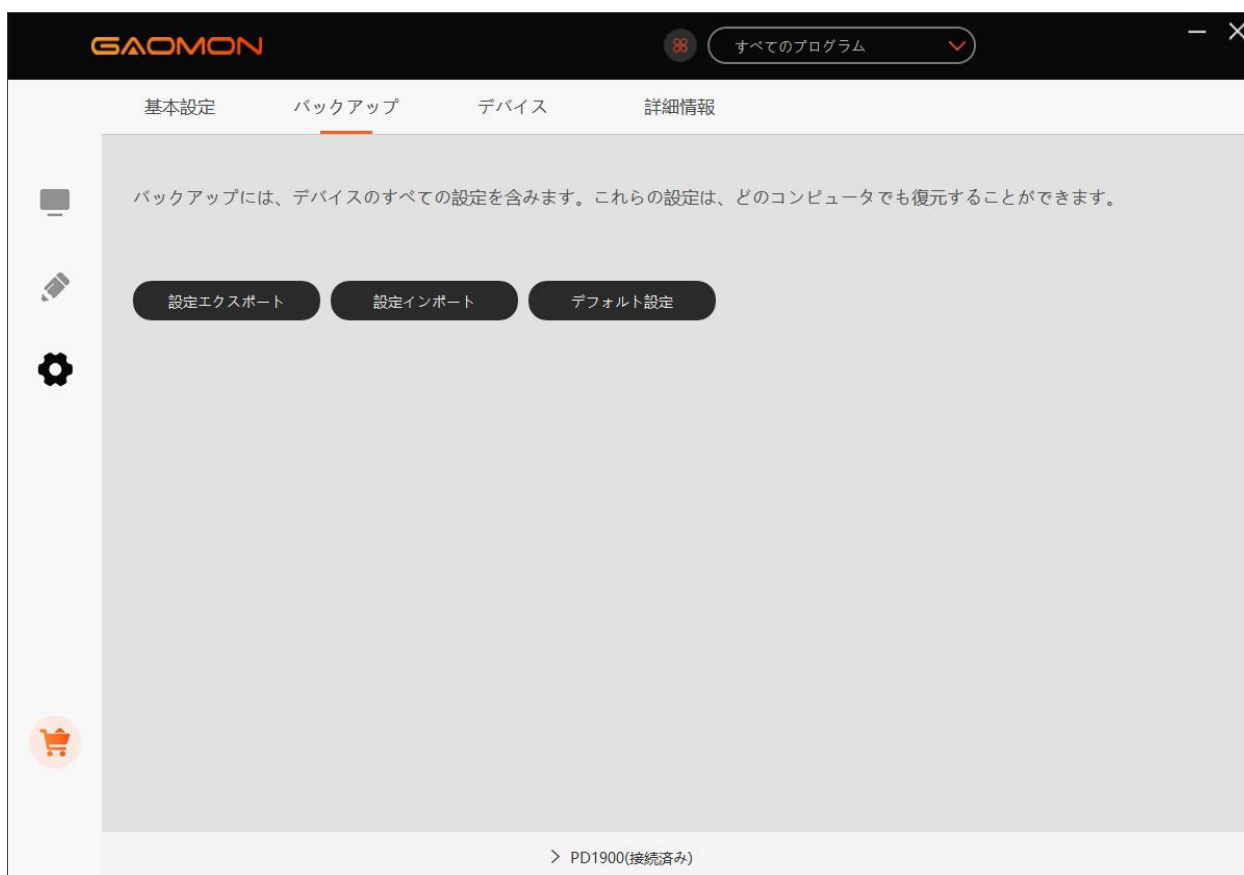 GAOMON
すべてのプログラム
基本設定 バックアップ デバイス 詳細情報
バックアップには、デバイスのすべての設定を含みます。これらの設定は、どのコンピュータでも復元することができます。
設定エクスポート 設定インポート デフォルト設定
PD1900(接続済み)